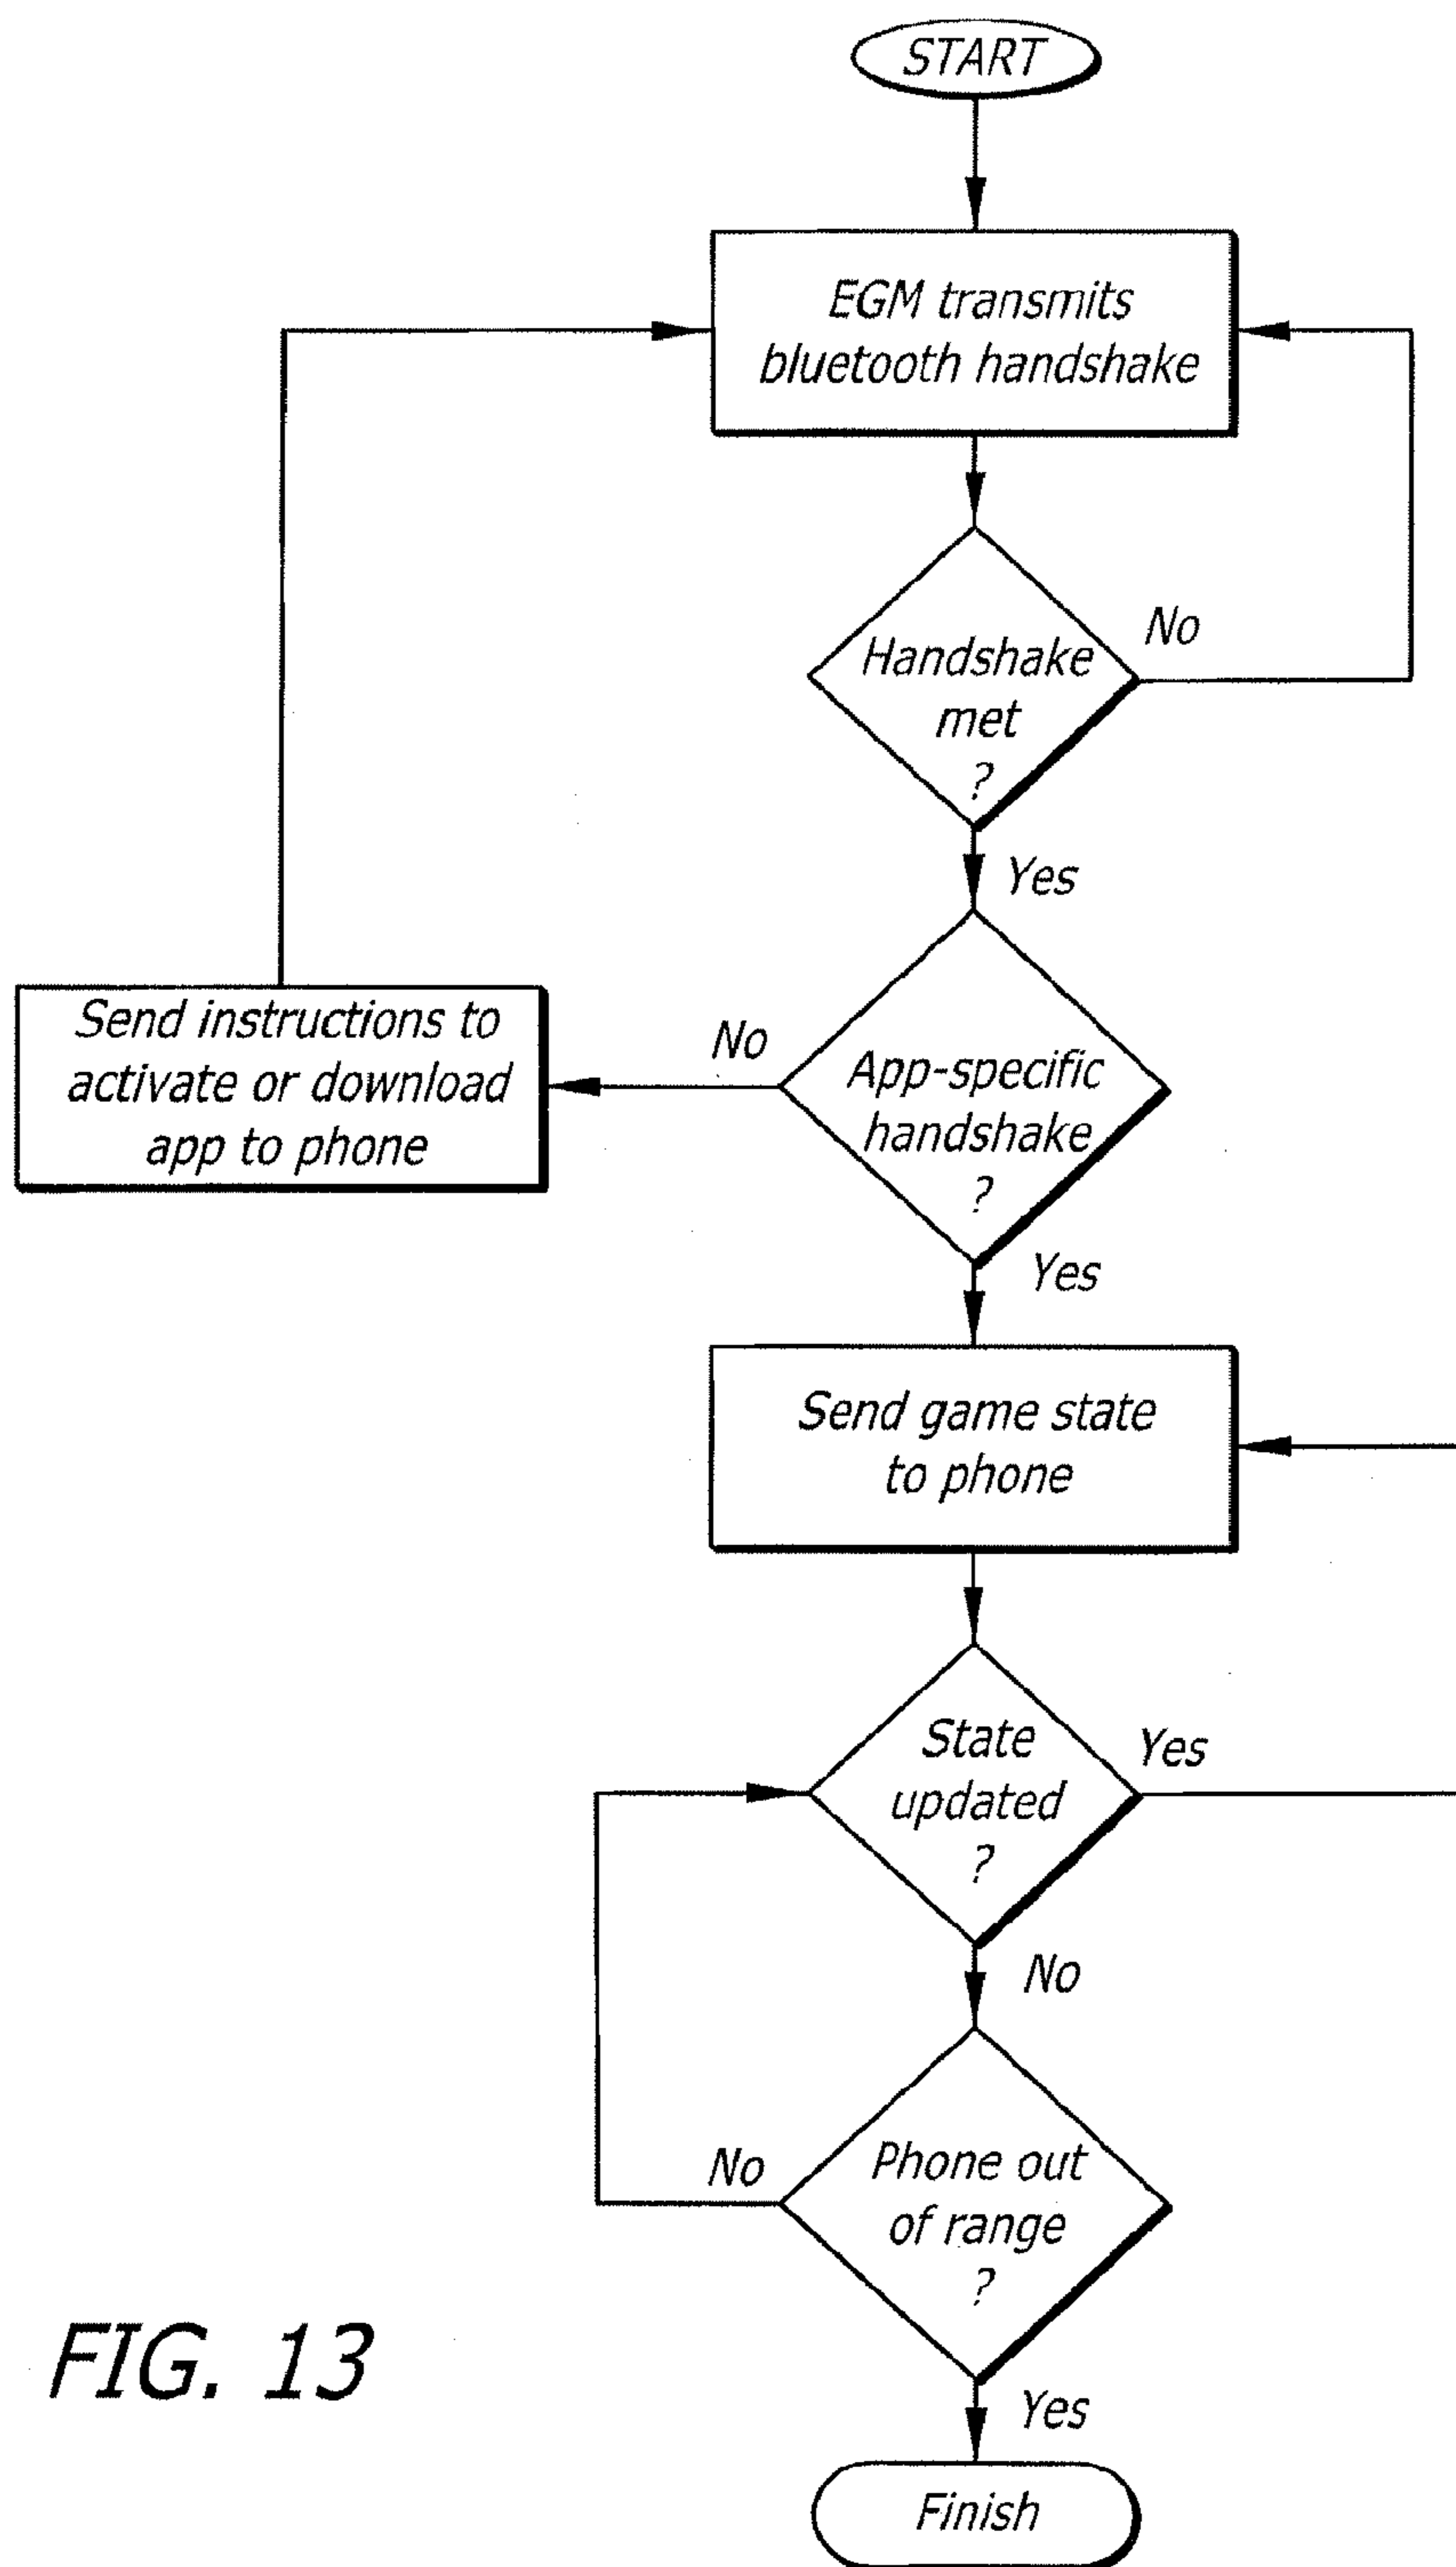 START
EGM transmits
bluetooth handshake
Handshake
met
?
No
Yes
App-specific
handshake
?
No
Send instructions to
activate or download
app to phone
Yes
Send game state
to phone
State
updated
?
Yes
No
Phone out
of range
?
No
Yes
Finish
FIG. 13